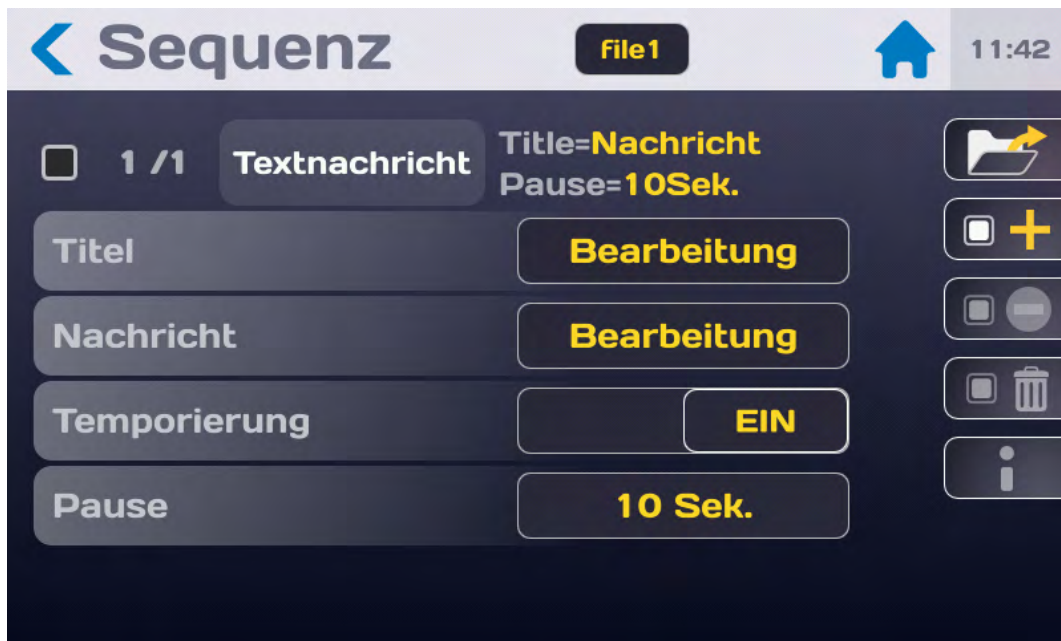 Sequenz
File1
11:42
1 /1
Textnachricht
Title=Nachricht
Pause=10Sek.
Titel
Bearbeitung
Nachricht
Bearbeitung
Temporierung
EIN
Pause
10 Sek.